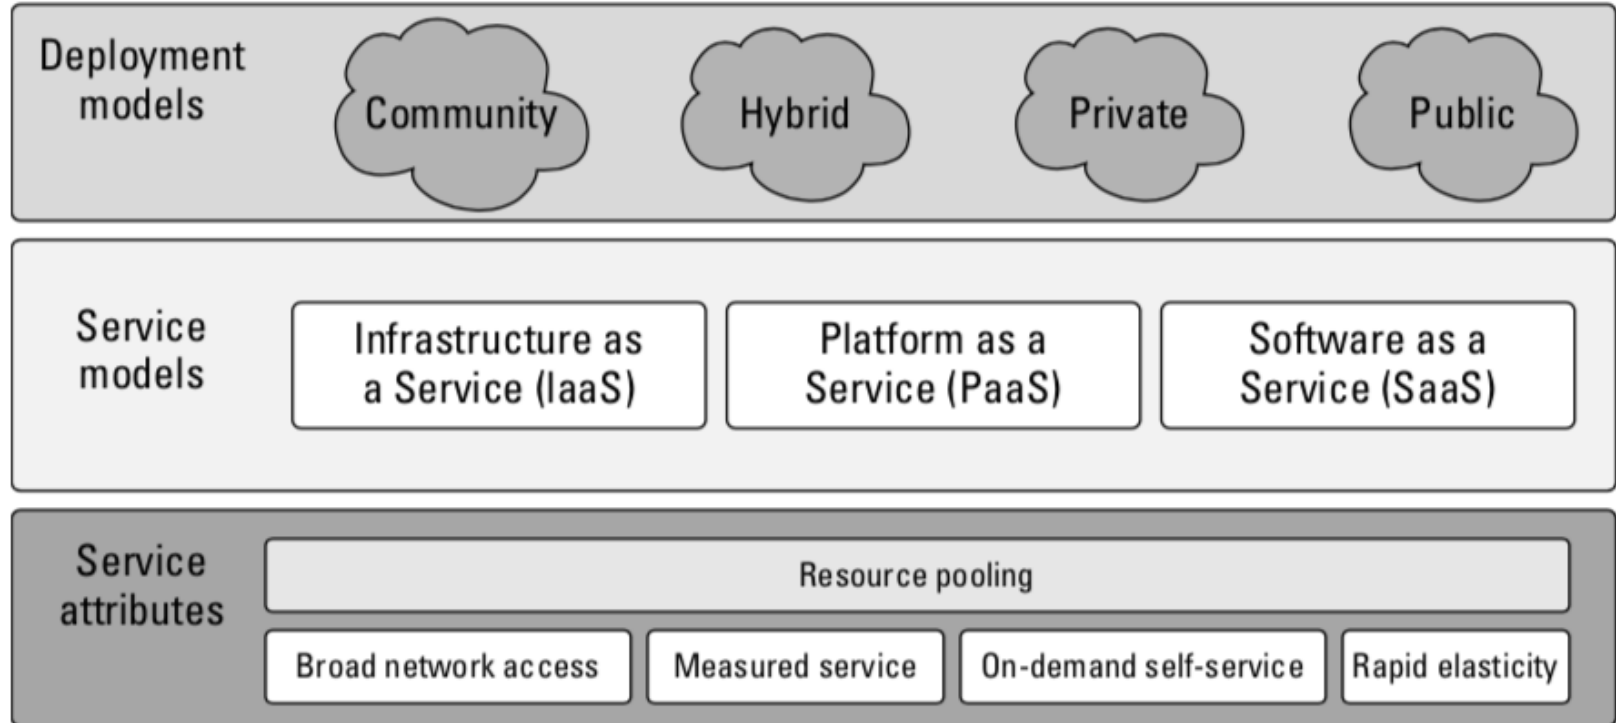 Deployment
models
Community
Hybrid
Private
Public
Service
models
Infrastructure as
a Service (IaaS)
Platform as a
Service (PaaS)
Software as a
Service (SaaS)
Service
attributes
Resource pooling
Broad network access
Measured service
On-demand self-service
Rapid elasticity